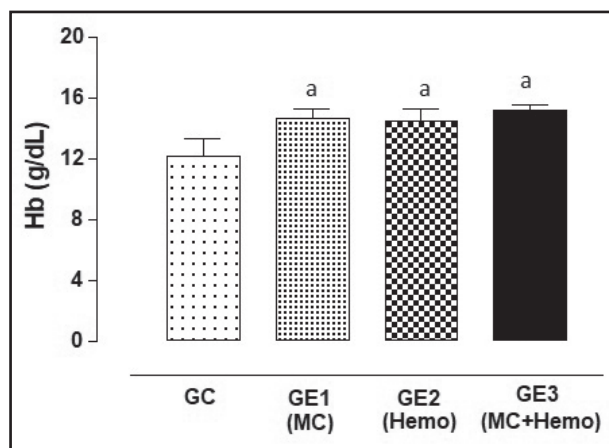 20
16
12
8
4
0
Hb (g/dL)
a
a
a
GC
GE1
(MC)
GE2
(Hemo)
GE3
(MC+Hemo)